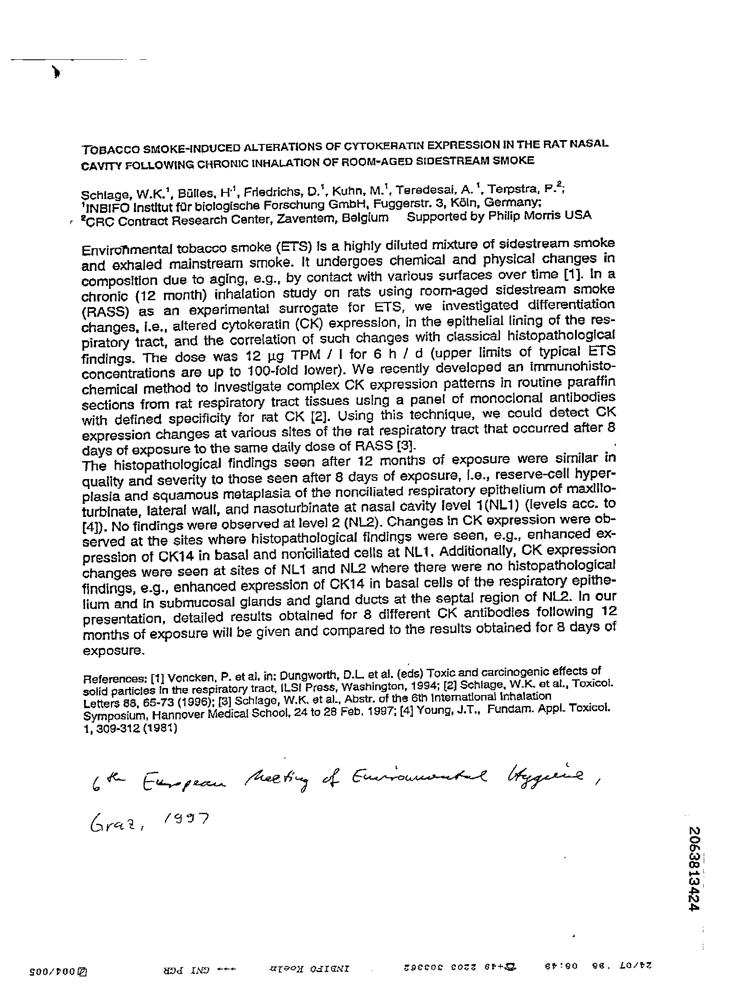 TOBACCO SMOKE-INDUCED ALTERATIONS OF CYTOKERATIN EXPRESSION IN THE RAT NASAL
CAVITY FOLLOWING CHRONIC INHALATION OF ROOM-AGED SIDESTREAM SMOKE
Schlage, W.K.¹, Bülles, H¹, Friedrichs, D.¹, Kuhn, M.¹, Teredesai, A.¹, Terpstra, P.²;
¹INBIFO Institut für biologische Forschung GmbH, Fuggerstr. 3, Köln, Germany;
²CRC Contract Research Center, Zaventem, Belgium Supported by Philip Morris USA
Environmental tobacco smoke (ETS) is a highly diluted mixture of sidestream smoke
and exhaled mainstream smoke. It undergoes chemical and physical changes in
composition due to aging, e.g., by contact with various surfaces over time [1]. In a
chronic (12 month) inhalation study on rats using room-aged sidestream smoke
(RASS) as an experimental surrogate for ETS, we investigated differentiation
changes, i.e., altered cytokeratin (CK) expression, in the epithelial lining of the res-
piratory tract, and the correlation of such changes with classical histopathological
findings. The dose was 12 µg TPM / l for 6 h / d (upper limits of typical ETS
concentrations are up to 100-fold lower). We recently developed an immunohisto-
chemical method to investigate complex CK expression patterns in routine paraffin
sections from rat respiratory tract tissues using a panel of monoclonal antibodies
with defined specificity for rat CK [2]. Using this technique, we could detect CK
expression changes at various sites of the rat respiratory tract that occurred after 8
days of exposure to the same daily dose of RASS [3].
The histopathological findings seen after 12 months of exposure were similar in
quality and severity to those seen after 8 days of exposure, i.e., reserve-cell hyper-
plasia and squamous metaplasia of the nonciliated respiratory epithelium of maxillo-
turbinate, lateral wall, and nasoturbinate at nasal cavity level 1(NL1) (levels acc. to
[4]). No findings were observed at level 2 (NL2). Changes in CK expression were ob-
served at the sites where histopathological findings were seen, e.g., enhanced ex-
pression of CK14 in basal and nonciliated cells at NL1. Additionally, CK expression
changes were seen at sites of NL1 and NL2 where there were no histopathological
findings, e.g., enhanced expression of CK14 in basal cells of the respiratory epithe-
lium and in submucosal glands and gland ducts at the septal region of NL2. In our
presentation, detailed results obtained for 8 different CK antibodies following 12
months of exposure will be given and compared to the results obtained for 8 days of
exposure.
References: [1] Voncken, P. et al. in: Dungworth, D.L. et al. (eds) Toxic and carcinogenic effects of
solid particles in the respiratory tract, ILSI Press, Washington, 1994; [2] Schlage, W.K. et al., Toxicol.
Letters 88, 65-73 (1996); [3] Schlage, W.K. et al., Abstr. of the 6th International Inhalation
Symposium, Hannover Medical School, 24 to 28 Feb. 1997; [4] Young, J.T., Fundam. Appl. Toxicol.
1, 309-312 (1981)
6th European Meeting of Environmental Hygiene,
Graz, 1997
2063813424
24/07 '96 08:49 +49 2203 303362 INBIFO Koeln --- GNI PCR 004/005